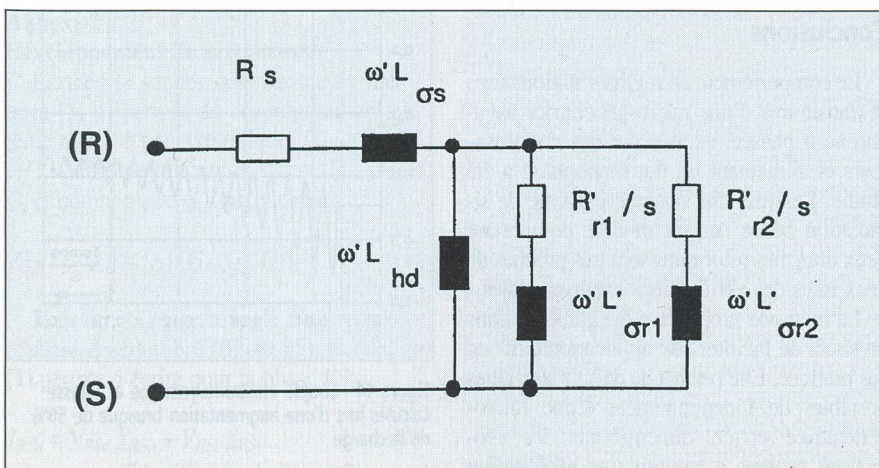 R s
ω' L σs
(R)
R' r1 / s
R' r2 / s
ω' L hd
ω' L' σr1
ω' L' σr2
(S)